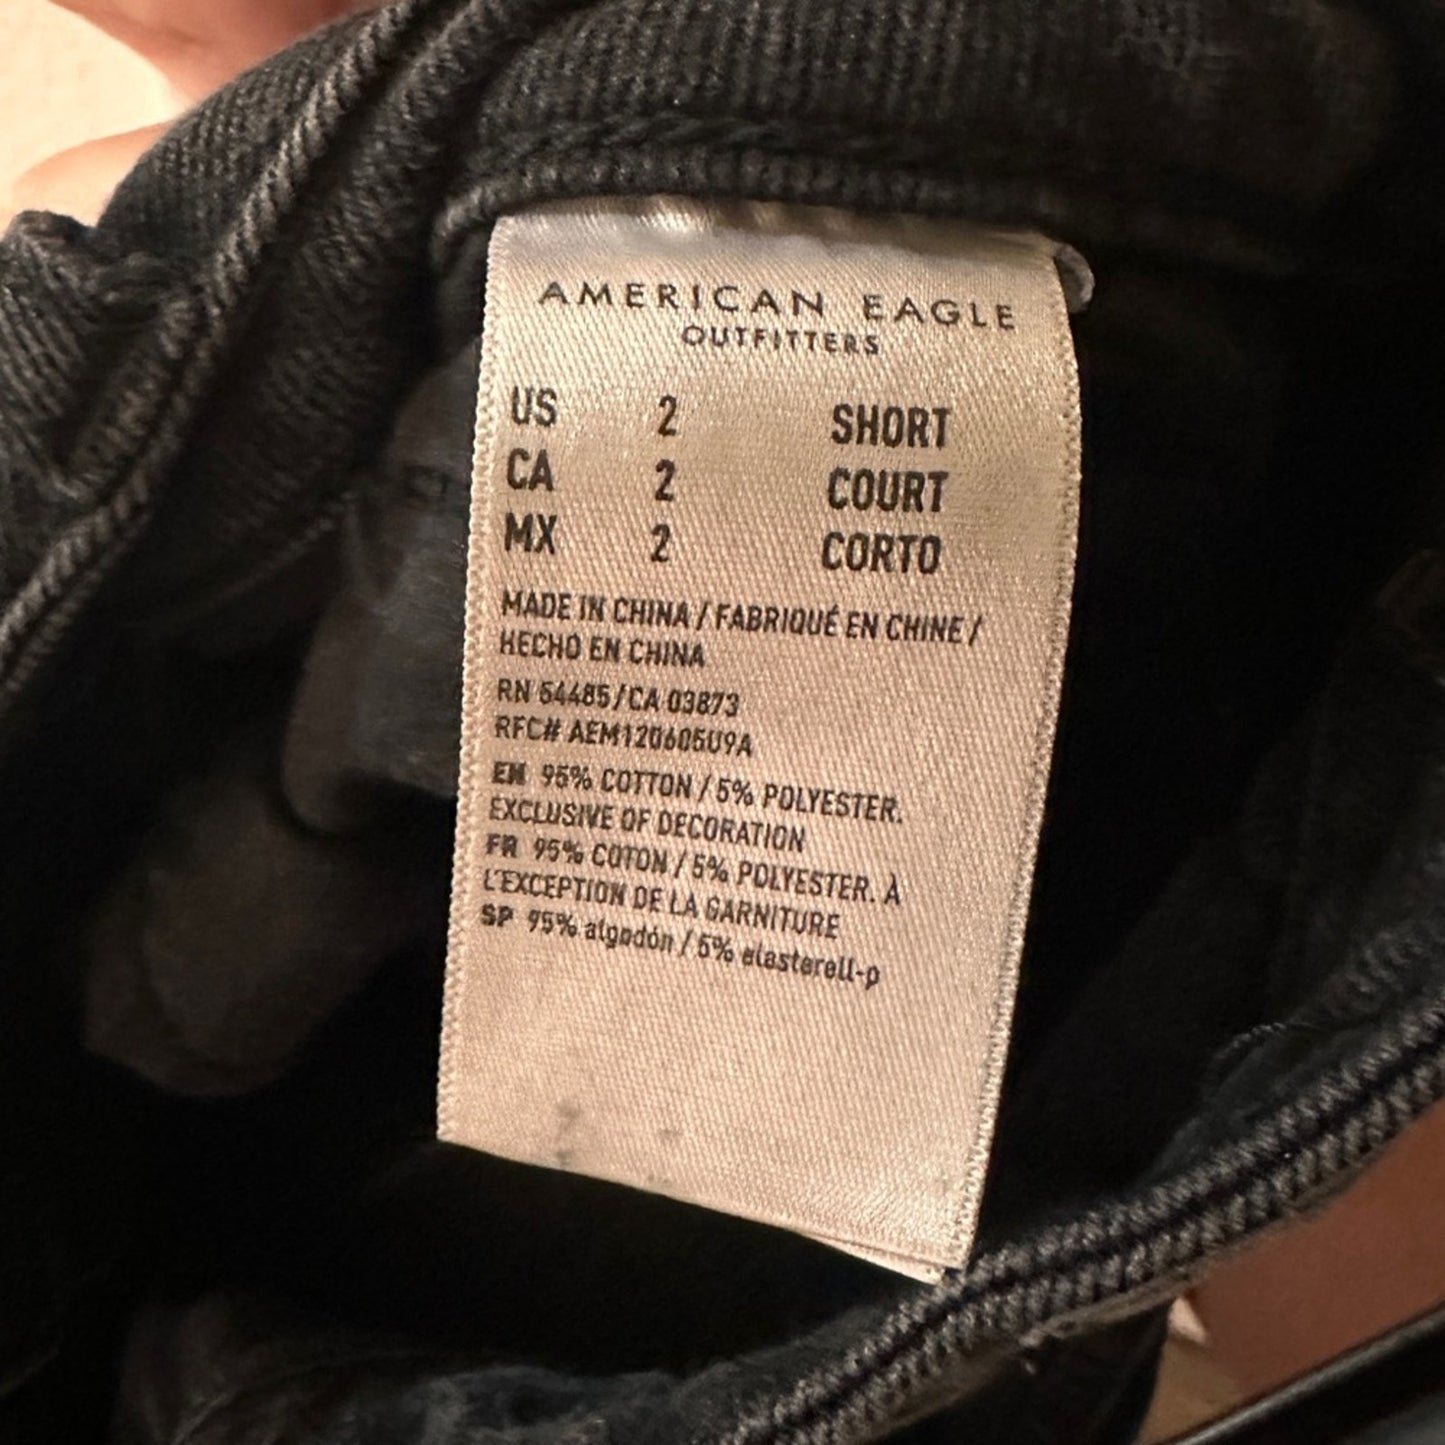 AMERICAN EAGLE
OUTFITTERS
US 2 SHORT
CA 2 COURT
MX 2 CORTO
MADE IN CHINA / FABRIQUÉ EN CHINE /
HECHO EN CHINA
RN 54485/CA 03873
RFC# AEM120605U9A
EN 95% COTTON / 5% POLYESTER.
EXCLUSIVE OF DECORATION
FR 95% COTON / 5% POLYESTER. À
L'EXCEPTION DE LA GARNITURE
SP 95% algodón / 5% elasterell-p